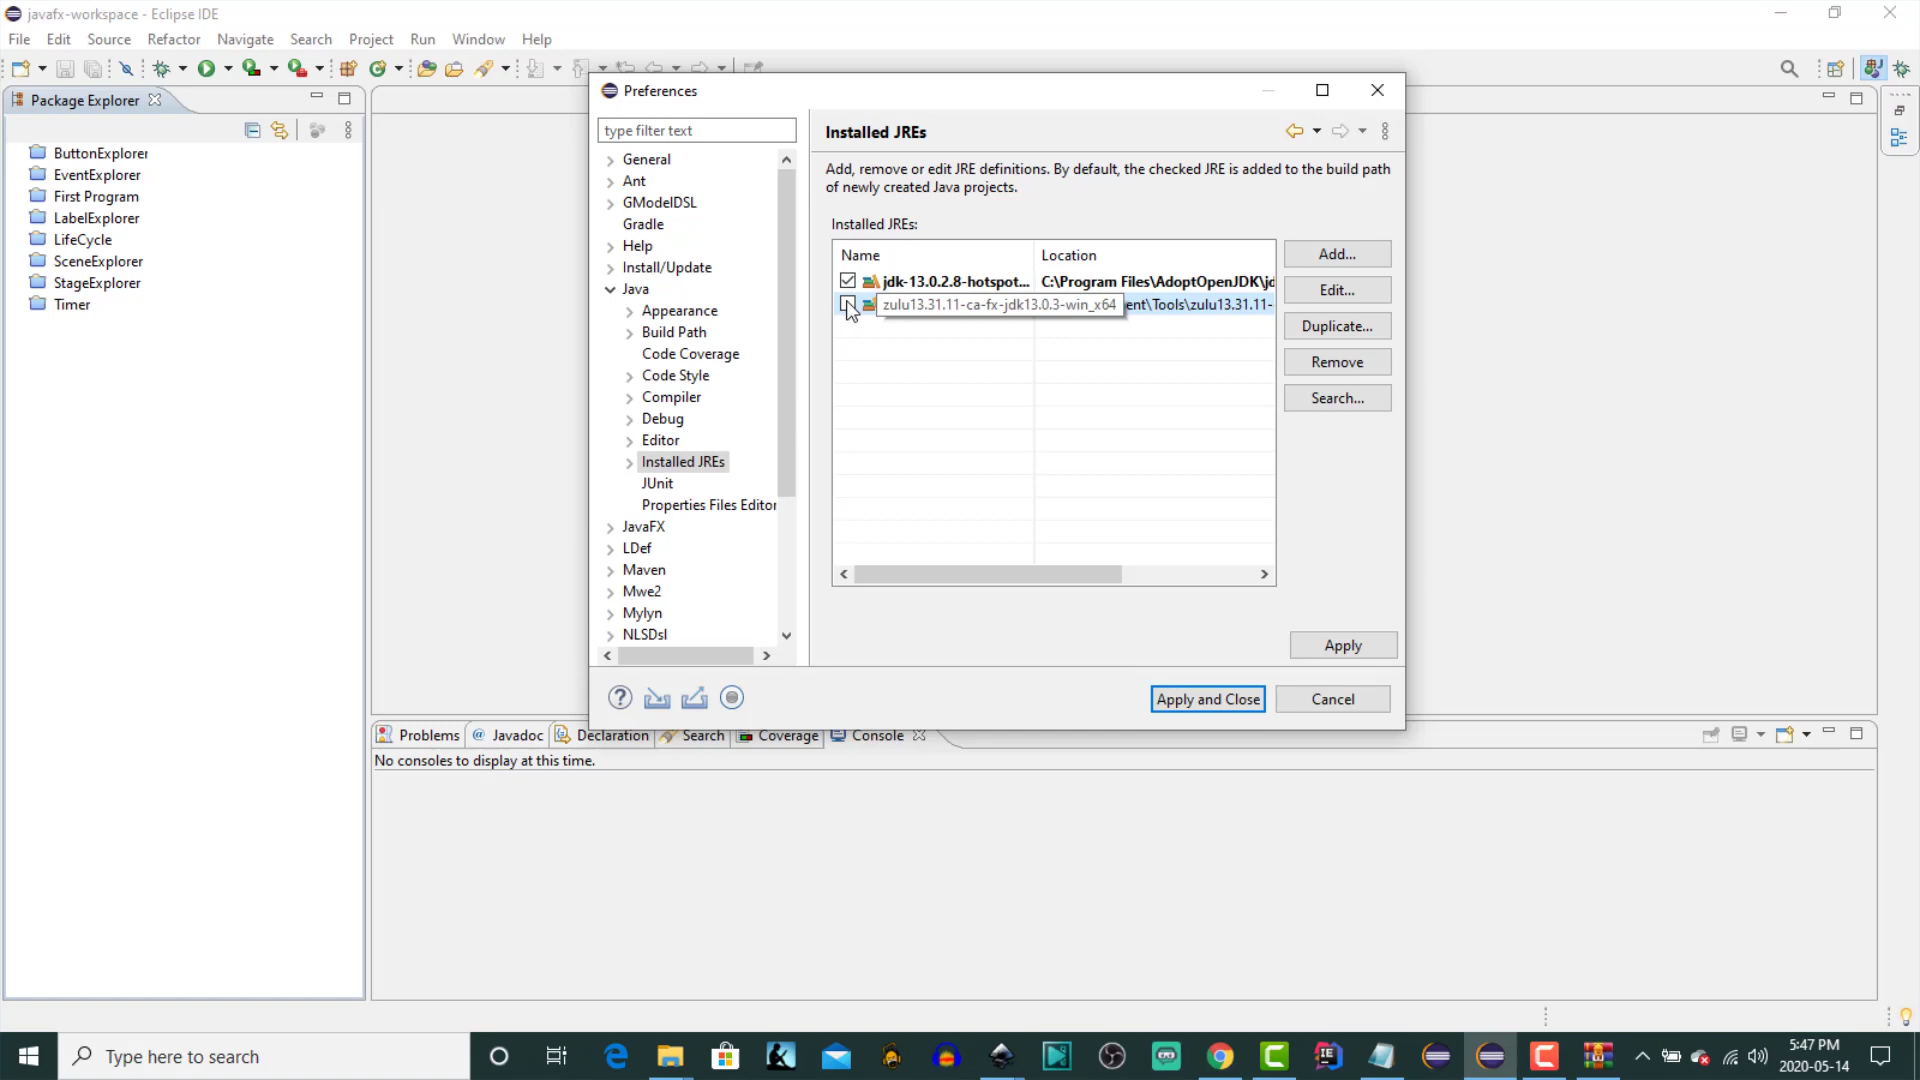 javafx-workspace - Eclipse IDE
File Edit Source Refactor Navigate Search Project Run Window Help
Package Explorer
ButtonExplorer
EventExplorer
First Program
LabelExplorer
LifeCycle
SceneExplorer
StageExplorer
Timer
Preferences
type filter text
General
Ant
GModelDSL
Gradle
Help
Install/Update
Java
Appearance
Build Path
Code Coverage
Code Style
Compiler
Debug
Editor
Installed JREs
JUnit
Properties Files Editor
JavaFX
LDef
Maven
Mwe2
Mylyn
NLSDsl
Installed JREs
Add, remove or edit JRE definitions. By default, the checked JRE is added to the build path
of newly created Java projects.
Installed JREs:
Name Location
jdk-13.0.2.8-hotspot... C:\Program Files\AdoptOpenJDK\jd
zulu13.31.11-ca-fx-jdk13.0.3-win_x64 ent\Tools\zulu13.31.11-
Add...
Edit...
Duplicate...
Remove
Search...
Apply
Apply and Close Cancel
Problems @ Javadoc Declaration Search Coverage Console
No consoles to display at this time.
Type here to search
5:47 PM
2020-05-14